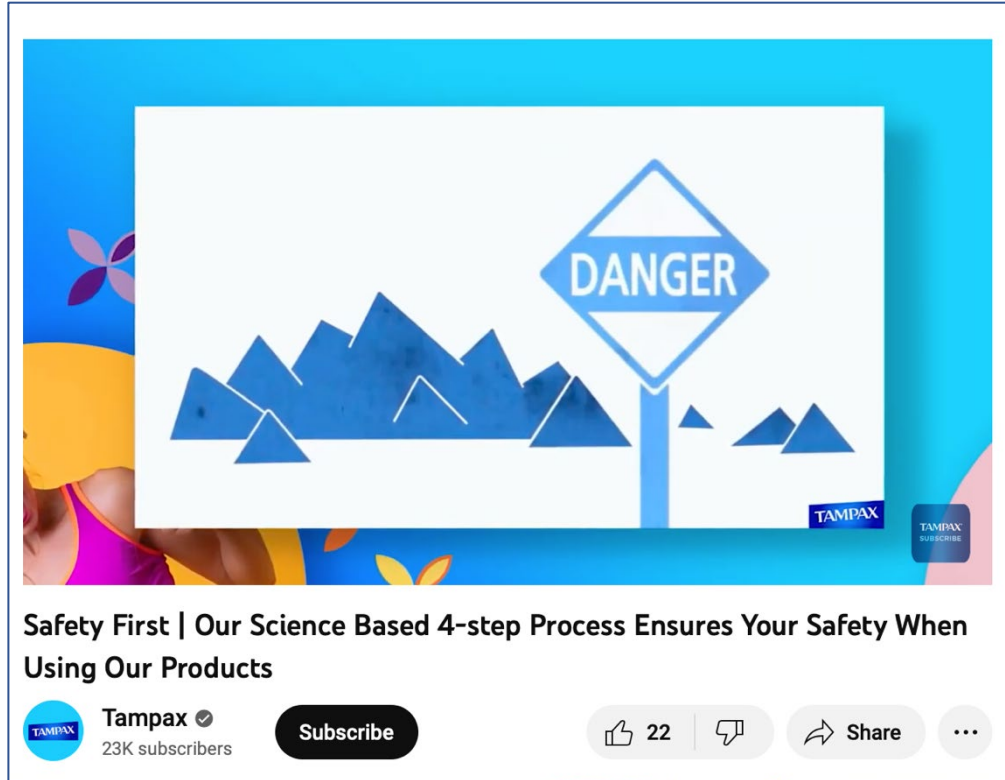 DANGER
TAMPAX
TAMPAX
SUBSCRIBE
Safety First | Our Science Based 4-step Process Ensures Your Safety When
Using Our Products
TAMPAX
Tampax
23K subscribers
Subscribe
22
Share